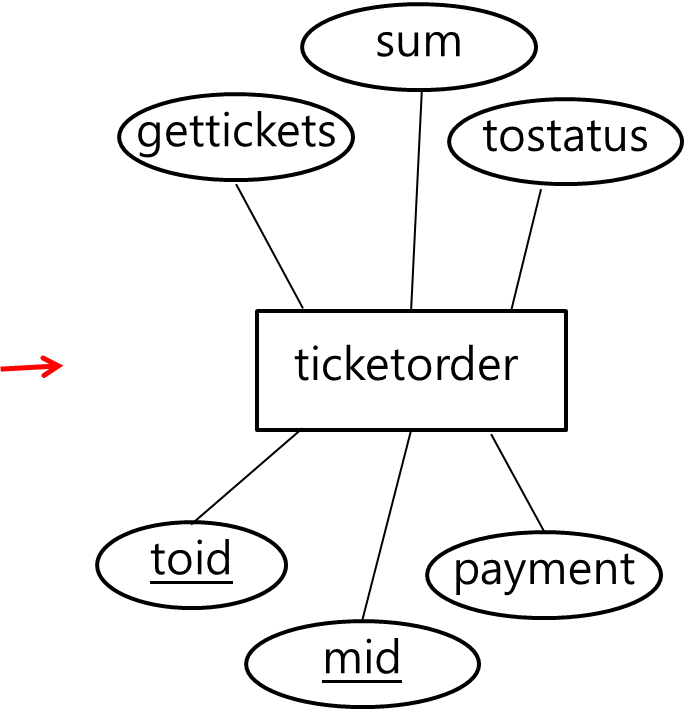 sum
gettickets
tostatus
ticketorder
toid
payment
mid